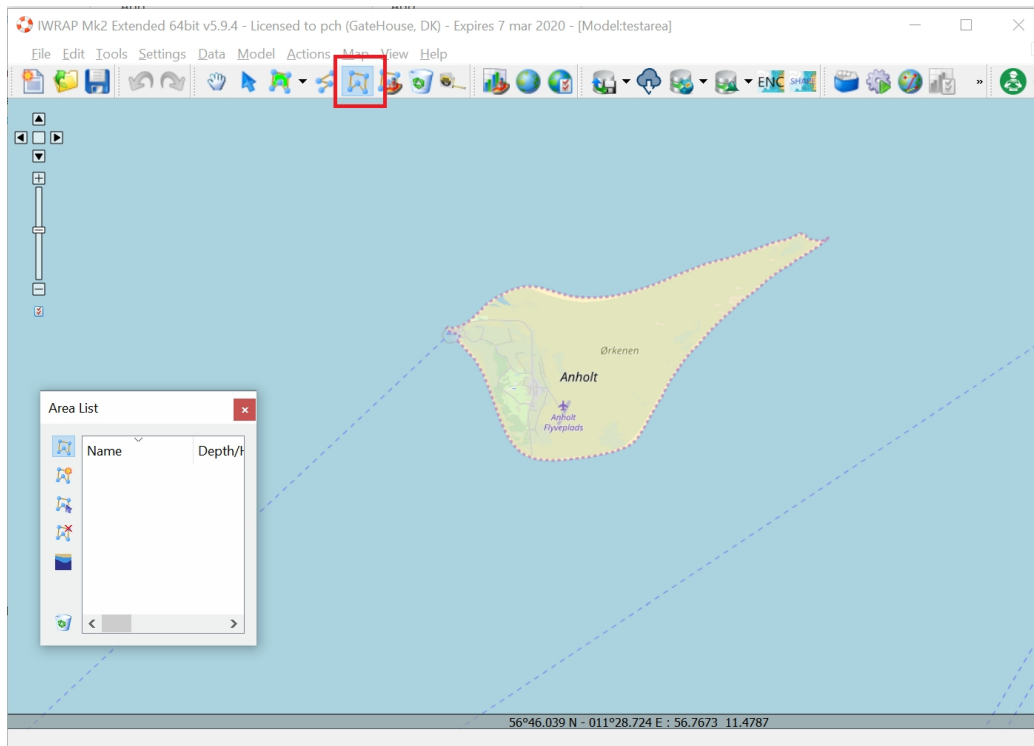 IWRAP Mk2 Extended 64bit v5.9.4 - Licensed to pch (GateHouse, DK) - Expires 7 mar 2020 - [Model:testarea]
File Edit Tools Settings Data Model Actions Map View Help
ENC
»
Ørkenen
Anholt
Anholt
Flyveplads
Area List
Name Depth/H
56°46.039 N - 011°28.724 E : 56.7673 11.4787